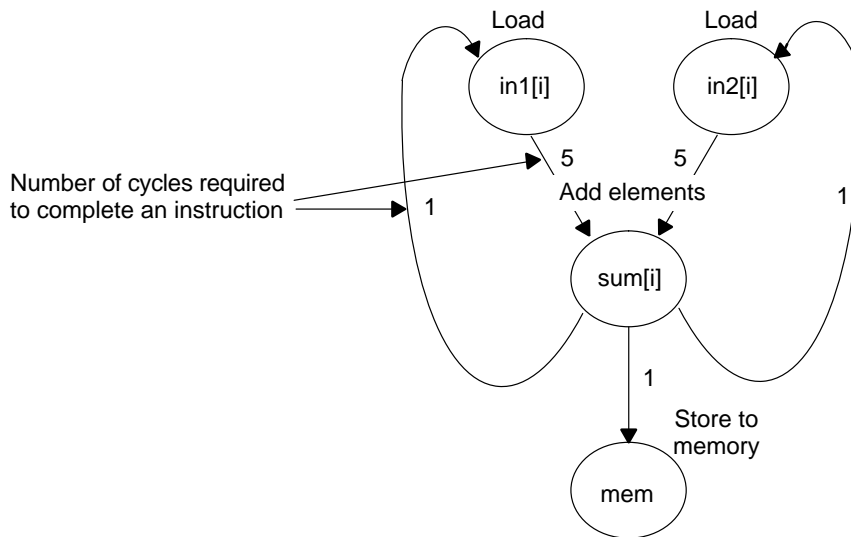 Load
Load
in1[i]
in2[i]
5
5
Number of cycles required
to complete an instruction
Add elements
1
1
sum[i]
1
Store to
memory
mem